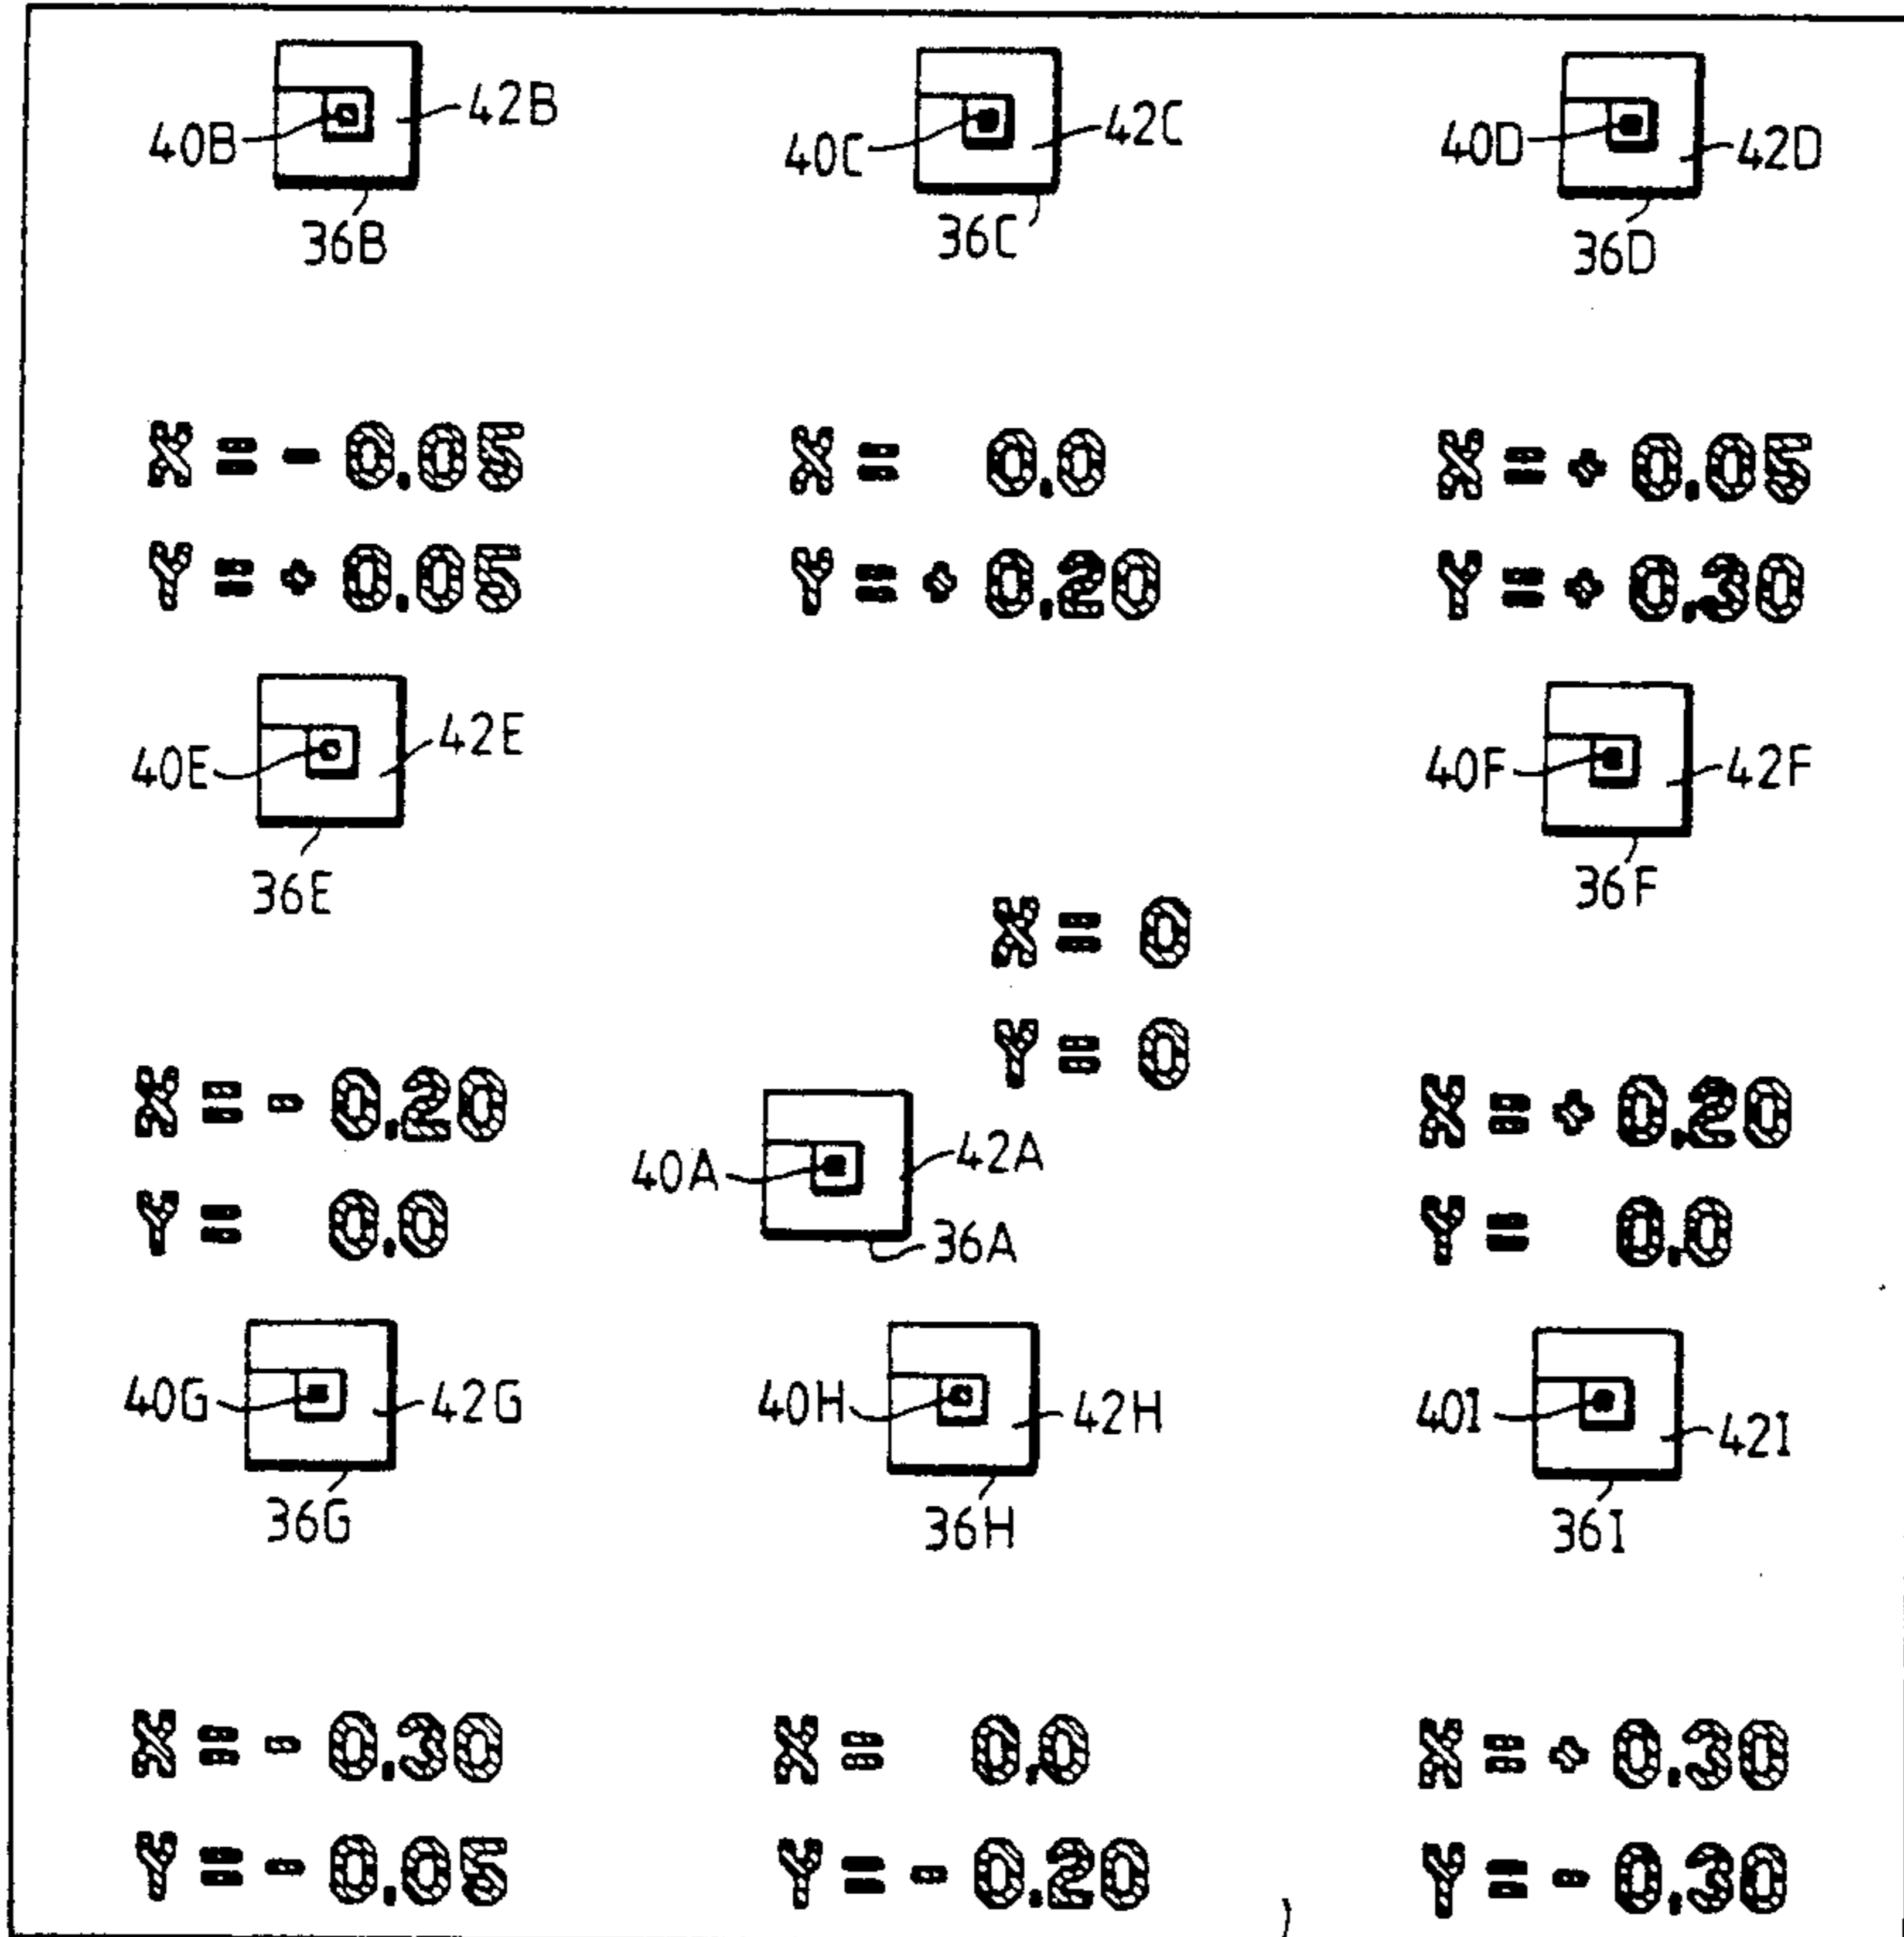 40B 42B
36B
40C 42C
36C
40D 42D
36D
X = - 0.05
Y = + 0.05
X = 0.0
Y = + 0.20
X = + 0.05
Y = + 0.30
40E 42E
36E
40F 42F
36F
X = 0
Y = 0
X = - 0.20
Y = 0.0
40A 42A
36A
X = + 0.20
Y = 0.0
40G 42G
36G
40H 42H
36H
40I 42I
36I
X = - 0.30
Y = - 0.05
X = 0.0
Y = - 0.20
X = + 0.30
Y = - 0.30